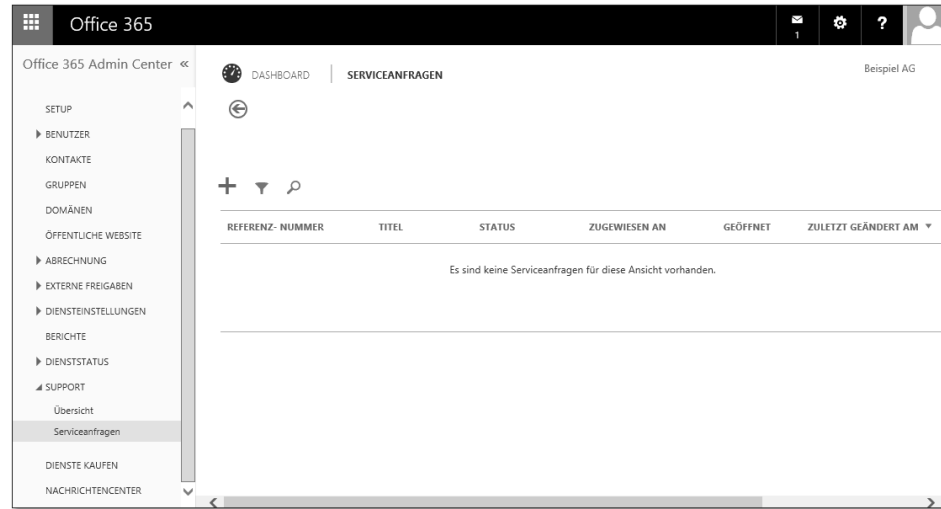 Office 365
1
?
Office 365 Admin Center «
DASHBOARD
SERVICEANFRAGEN
Beispiel AG
SETUP
BENUTZER
KONTAKTE
GRUPPEN
DOMÄNEN
ÖFFENTLICHE WEBSITE
ABRECHNUNG
EXTERNE FREIGABEN
DIENSTEINSTELLUNGEN
BERICHTE
DIENSTSTATUS
SUPPORT
Übersicht
Serviceanfragen
DIENSTE KAUFEN
NACHRICHTENCENTER
REFERENZ- NUMMER TITEL STATUS ZUGEWIESEN AN GEÖFFNET ZULETZT GEÄNDERT AM
Es sind keine Serviceanfragen für diese Ansicht vorhanden.